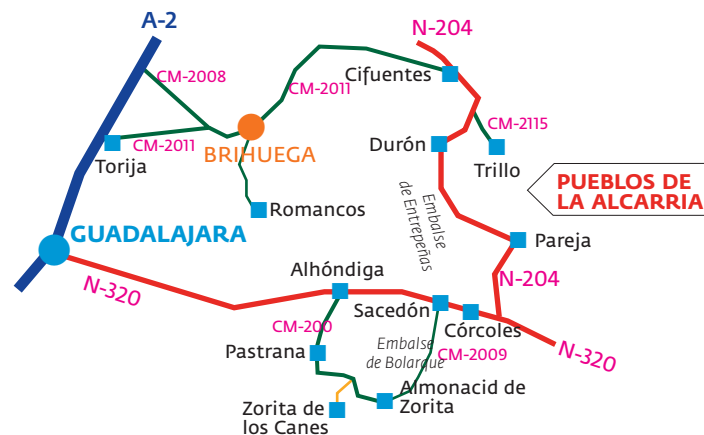 A-2
N-204
CM-2008
CM-2011
Cifuentes
CM-2115
CM-2011
BRIHUEGA
Durón
Torija
Trillo
PUEBLOS DE
LA ALCARRIA
Embalse
de Entrepeñas
Romancos
GUADALAJARA
Pareja
Alhóndiga
N-204
N-320
Sacedón
Córcoles
CM-200
Embalse
de Bolarque
CM-2009
N-320
Pastrana
Almonacid de
Zorita
Zorita de
los Canes